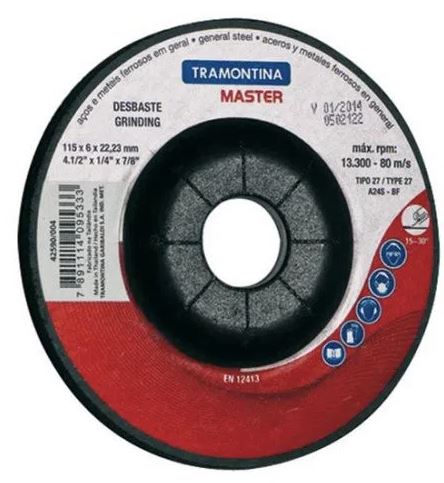 aços e metais ferrosos em geral • general steel • aceros y metales ferrosos en general
TRAMONTINA
MASTER
DESBASTE
GRINDING
V 01/2014
0502122
115 x 6 x 22,23 mm
4.1/2" x 1/4" x 7/8"
máx. rpm:
13.300 - 80 m/s
TIPO 27 / TYPE 27
A24S - BF
15-30°
42590/004
7 891114 095333
Fabricado na Tailândia
Made in Thailand / Hecho en Tailandia
TRAMONTINA GARIBALDI S.A. IND. MET.
EN 12413